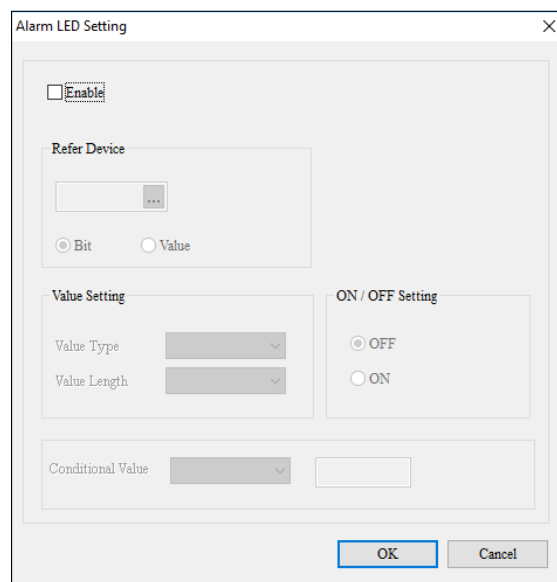 Alarm LED Setting
Enable
Refer Device
...
Bit Value
Value Setting
ON / OFF Setting
Value Type
OFF
Value Length
ON
Conditional Value
OK Cancel